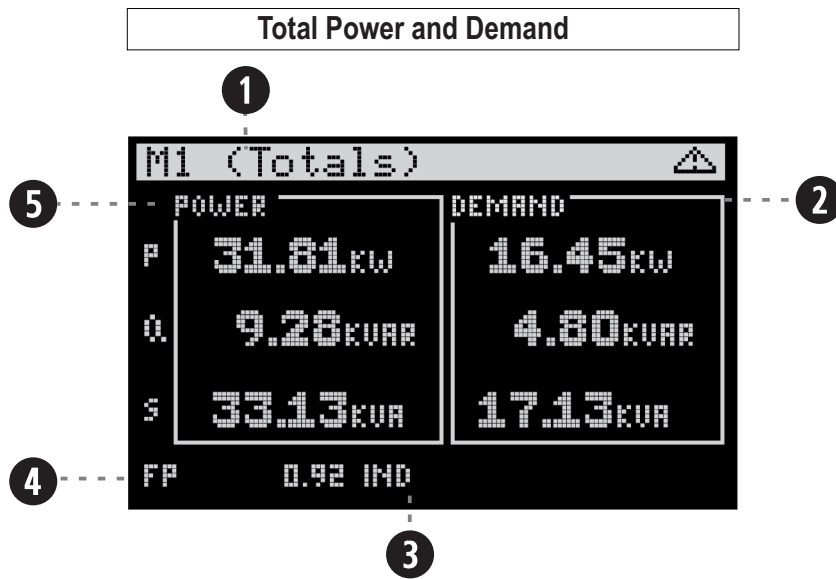 Total Power and Demand
1
M1 (Totals)
5 POWER DEMAND 2
P 31.81KW 16.45KW
Q 9.28KVAR 4.80KVAR
S 33.13KVA 17.13KVA
4 FP 0.92 IND
3